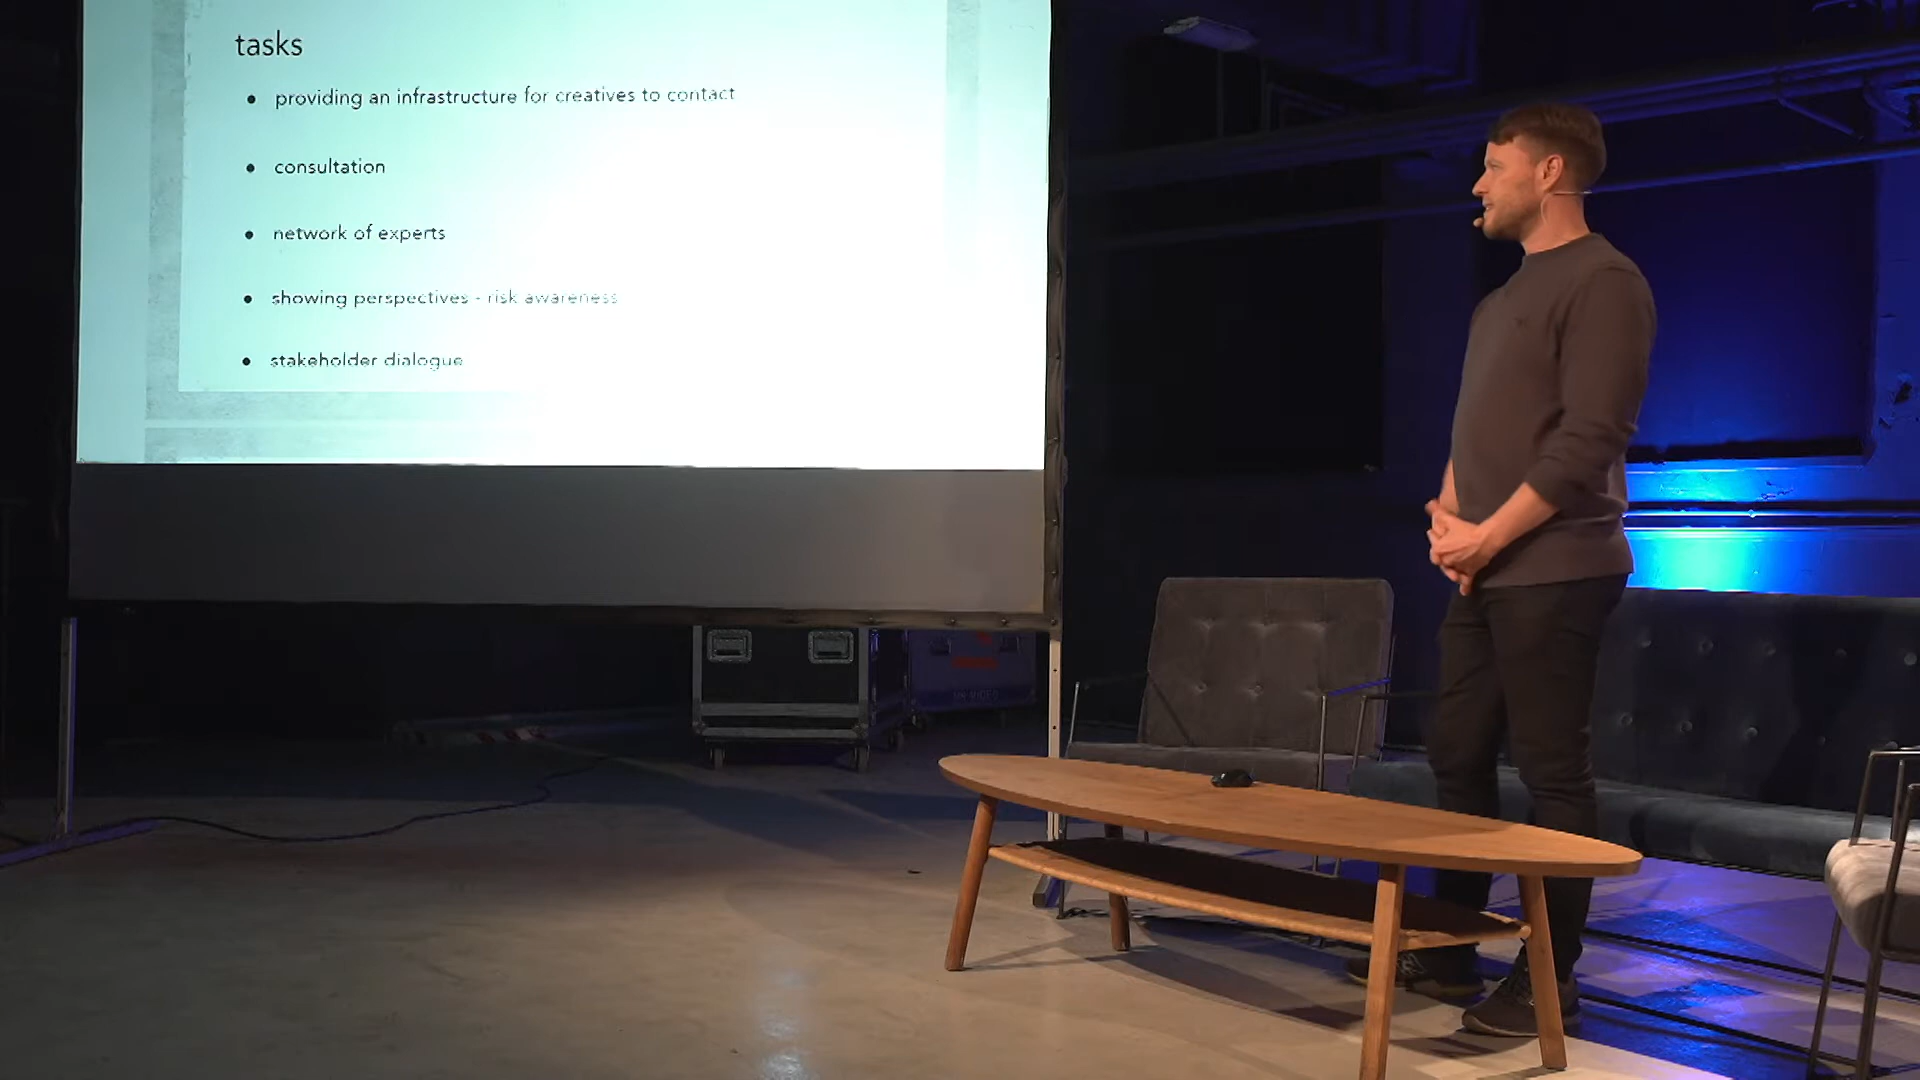 tasks
providing an infrastructure for creatives to contact
consultation
network of experts
showing perspectives - risk awareness
stakeholder dialogue